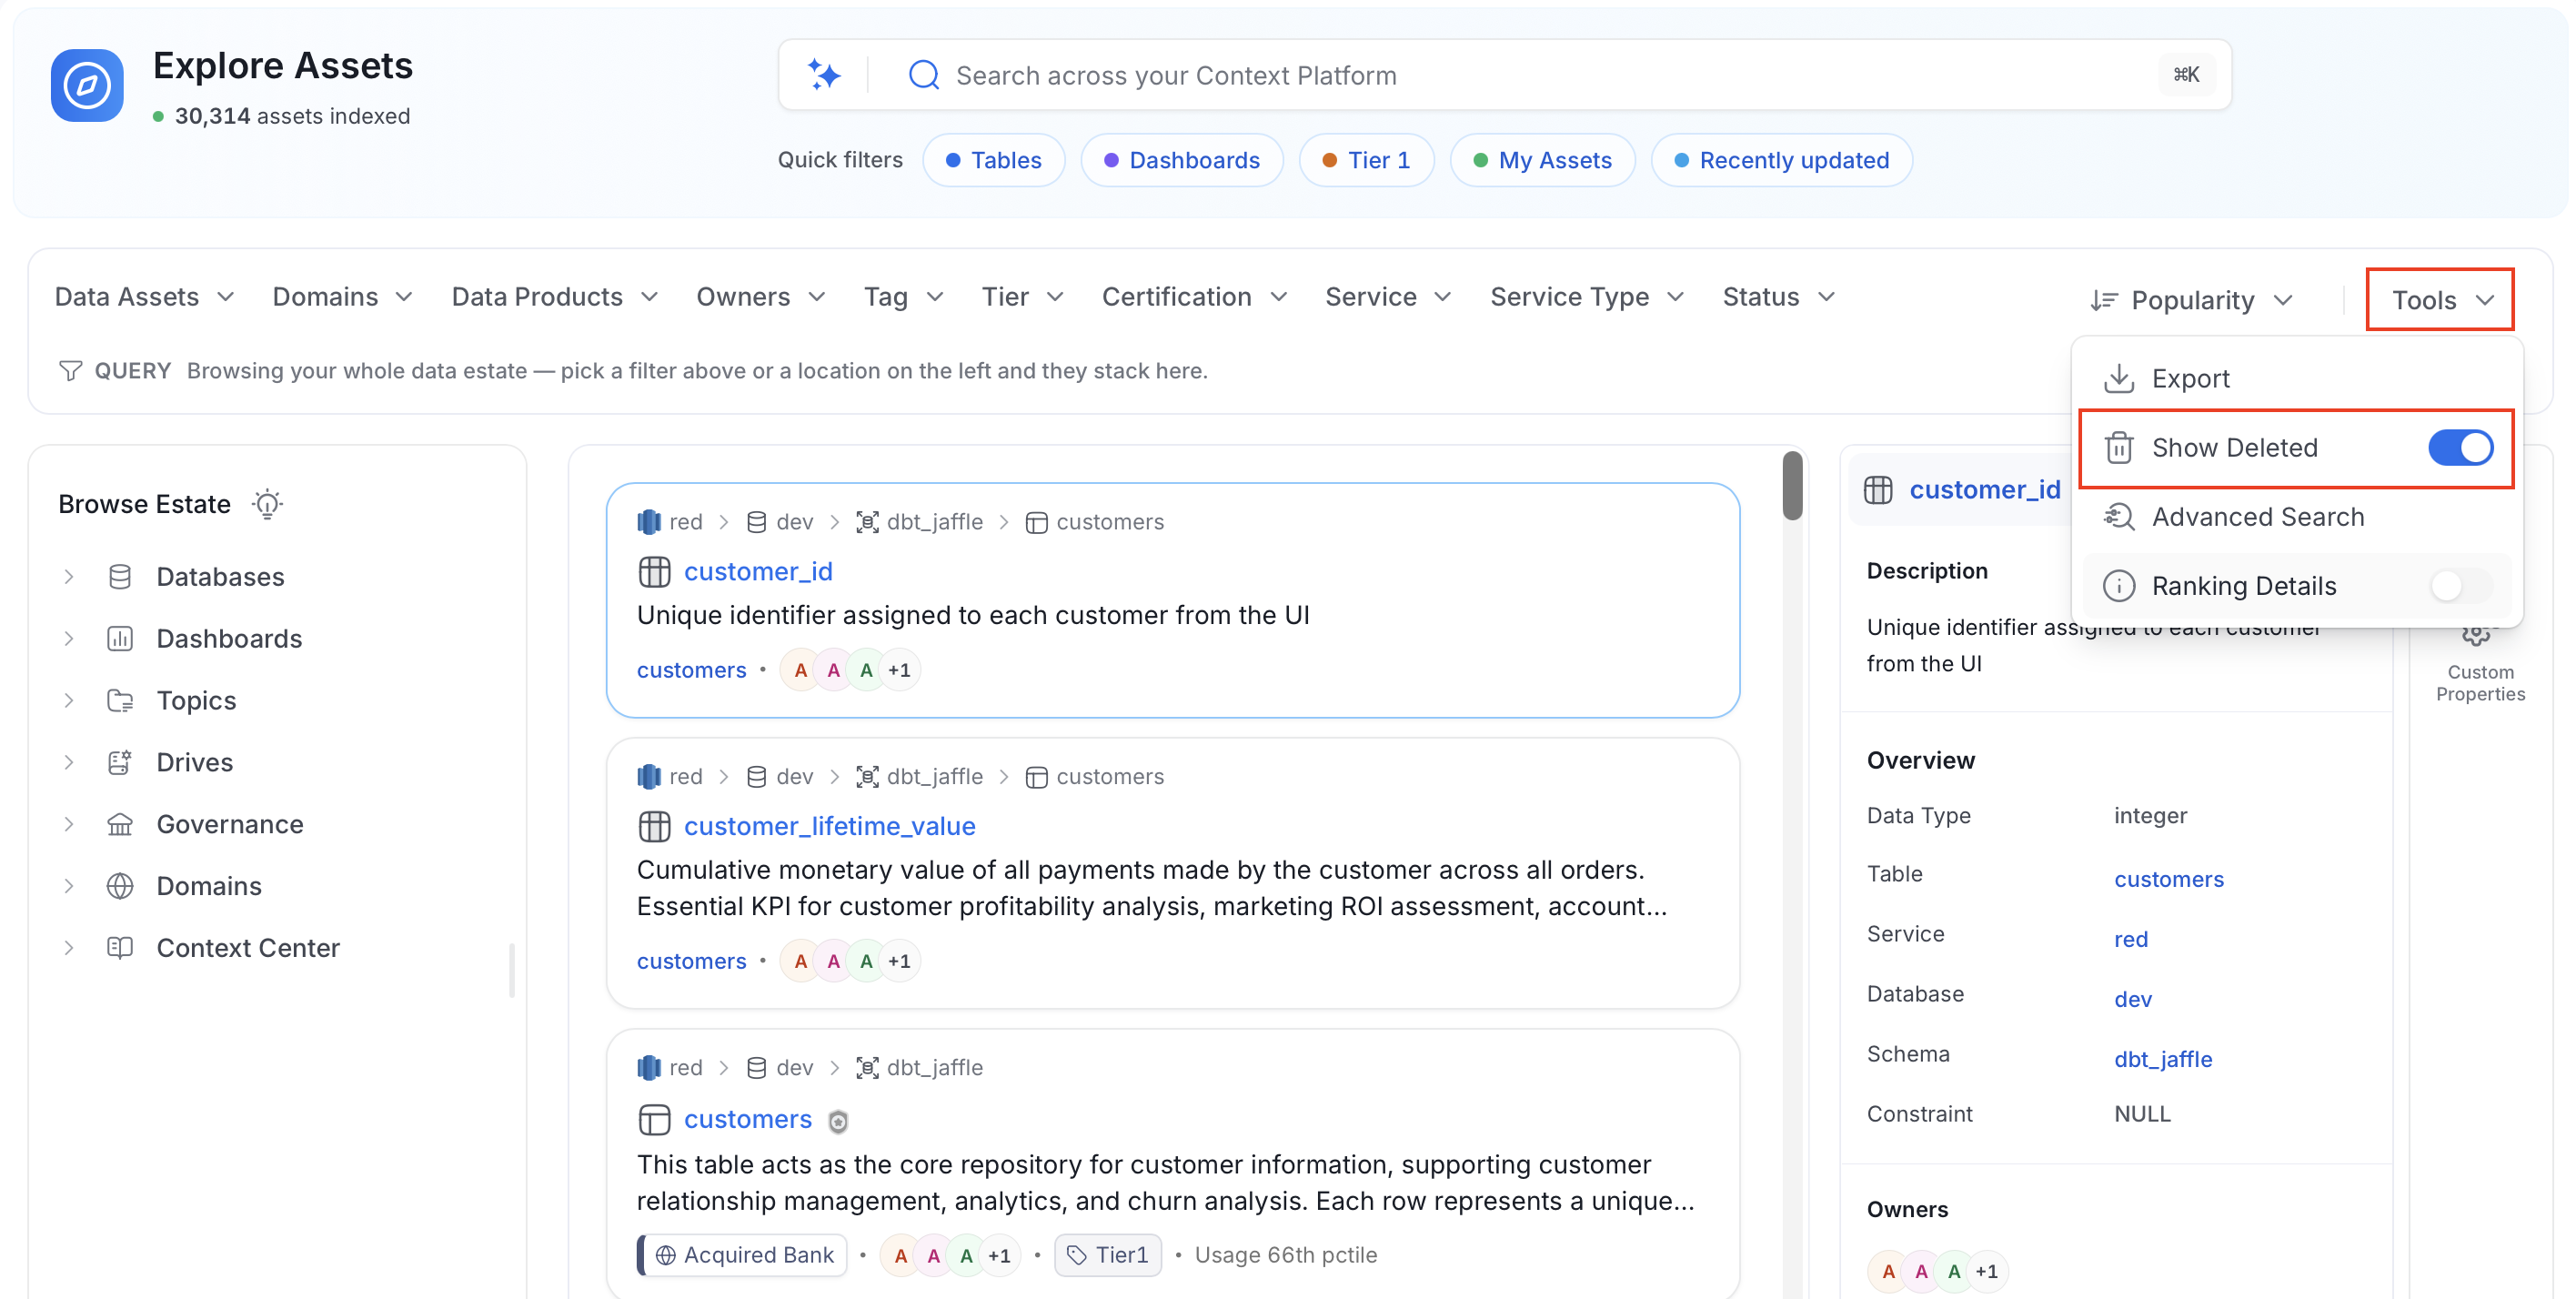 Explore Assets
30,314 assets indexed
Search across your Context Platform
⌘K
Quick filters
Tables
Dashboards
Tier 1
My Assets
Recently updated
Data Assets
Domains
Data Products
Owners
Tag
Tier
Certification
Service
Service Type
Status
Popularity
Tools
QUERY Browsing your whole data estate — pick a filter above or a location on the left and they stack here.
Export
Show Deleted
Advanced Search
Ranking Details
Browse Estate
Databases
Dashboards
Topics
Drives
Governance
Domains
Context Center
red > dev > dbt_jaffle > customers
customer_id
Unique identifier assigned to each customer from the UI
customers • A A A +1
red > dev > dbt_jaffle > customers
customer_lifetime_value
Cumulative monetary value of all payments made by the customer across all orders.
Essential KPI for customer profitability analysis, marketing ROI assessment, account...
customers • A A A +1
red > dev > dbt_jaffle
customers
This table acts as the core repository for customer information, supporting customer
relationship management, analytics, and churn analysis. Each row represents a unique...
Acquired Bank • A A A +1 • Tier1 • Usage 66th pctile
customer_id
Description
Unique identifier assigned to each customer
from the UI
Overview
Data Type integer
Table customers
Service red
Database dev
Schema dbt_jaffle
Constraint NULL
Owners
A A A +1
Custom
Properties